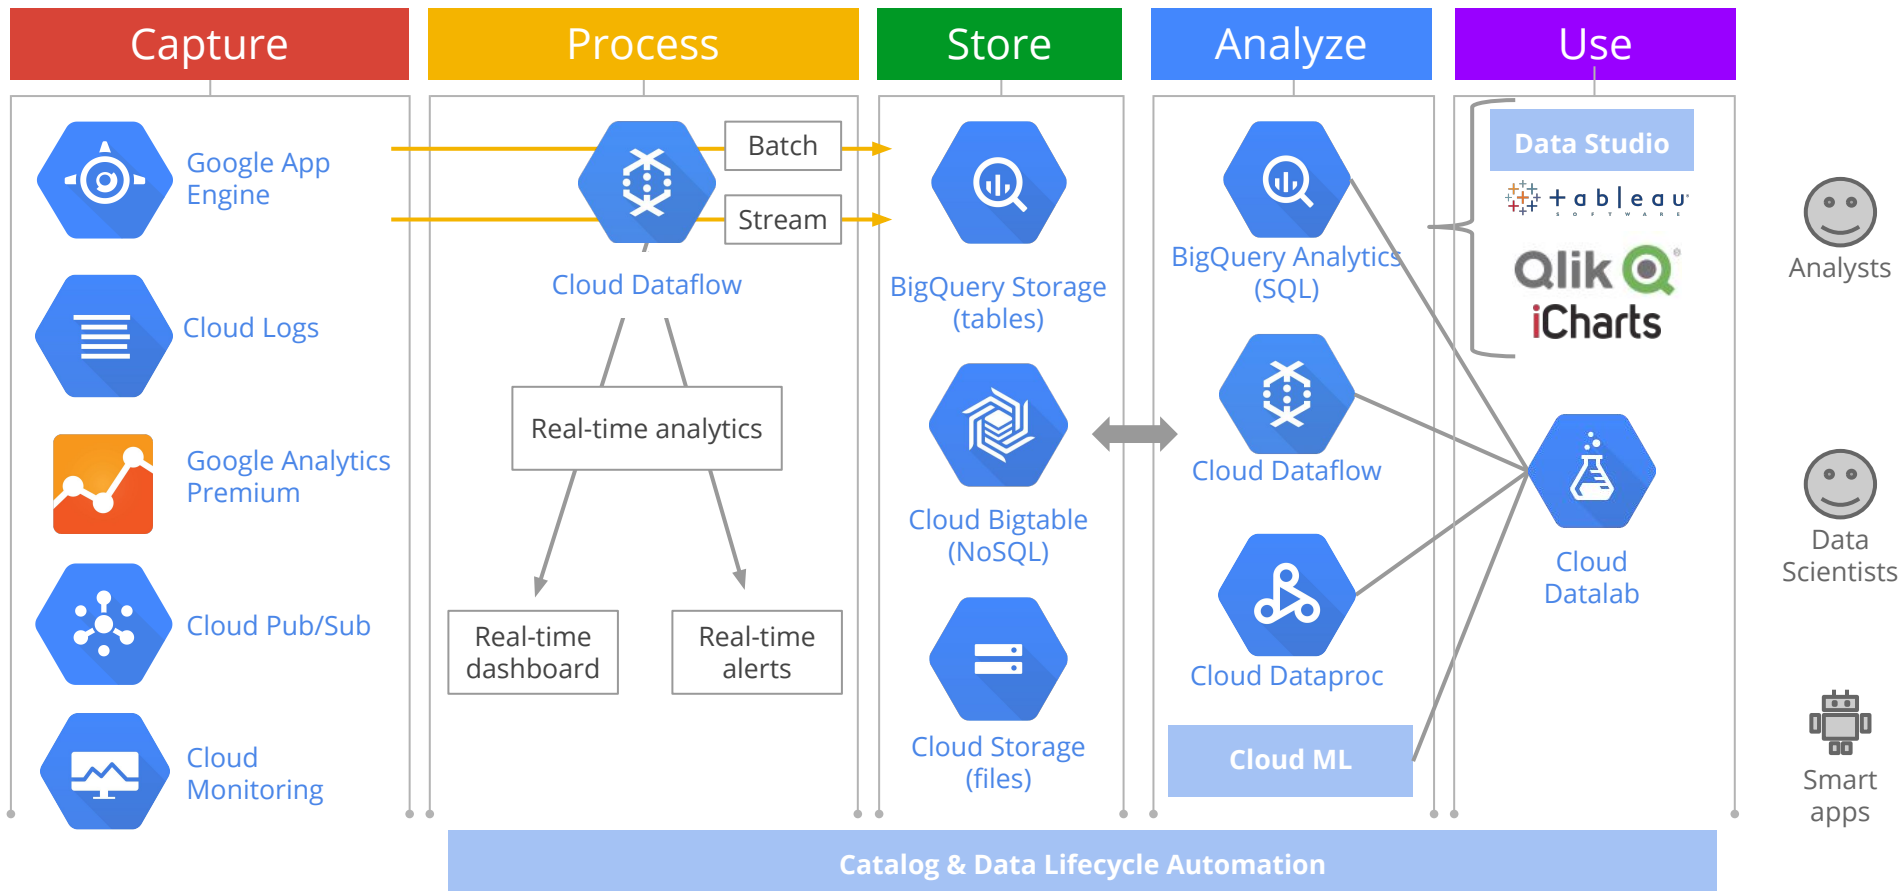 Capture
Process
Store
Analyze
Use
Google App
Engine
Cloud Logs
Google Analytics
Premium
Cloud Pub/Sub
Cloud
Monitoring
Batch
Stream
Cloud Dataflow
Real-time analytics
Real-time
dashboard
Real-time
alerts
BigQuery Storage
(tables)
Cloud Bigtable
(NoSQL)
Cloud Storage
(files)
BigQuery Analytics
(SQL)
Cloud Dataflow
Cloud Dataproc
Cloud ML
Data Studio
+ a b | e a u®
S O F T W A R E
Qlik Q®
iCharts
Cloud
Datalab
Analysts
Data
Scientists
Smart
apps
Catalog & Data Lifecycle Automation